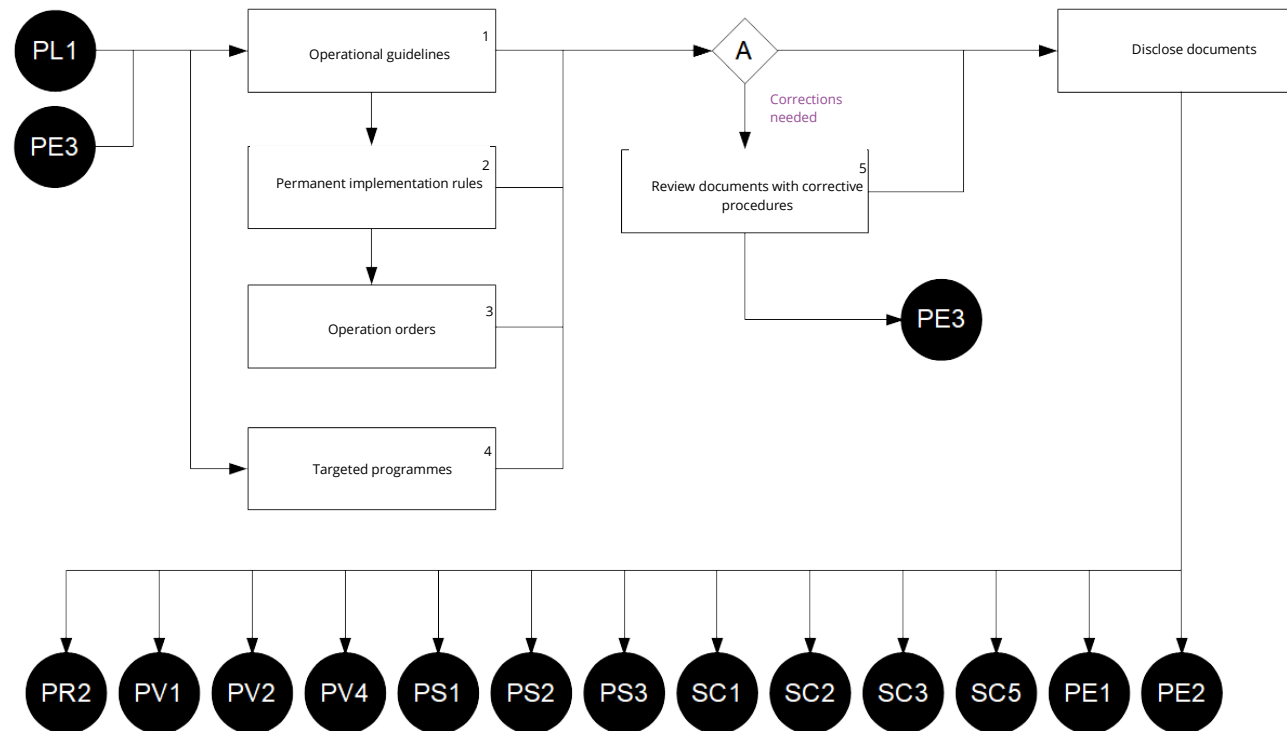 PL1
1
Operational guidelines
A
Disclose documents
Corrections
needed
PE3
2
Permanent implementation rules
5
Review documents with corrective
procedures
3
Operation orders
PE3
4
Targeted programmes
PR2
PV1
PV2
PV4
PS1
PS2
PS3
SC1
SC2
SC3
SC5
PE1
PE2